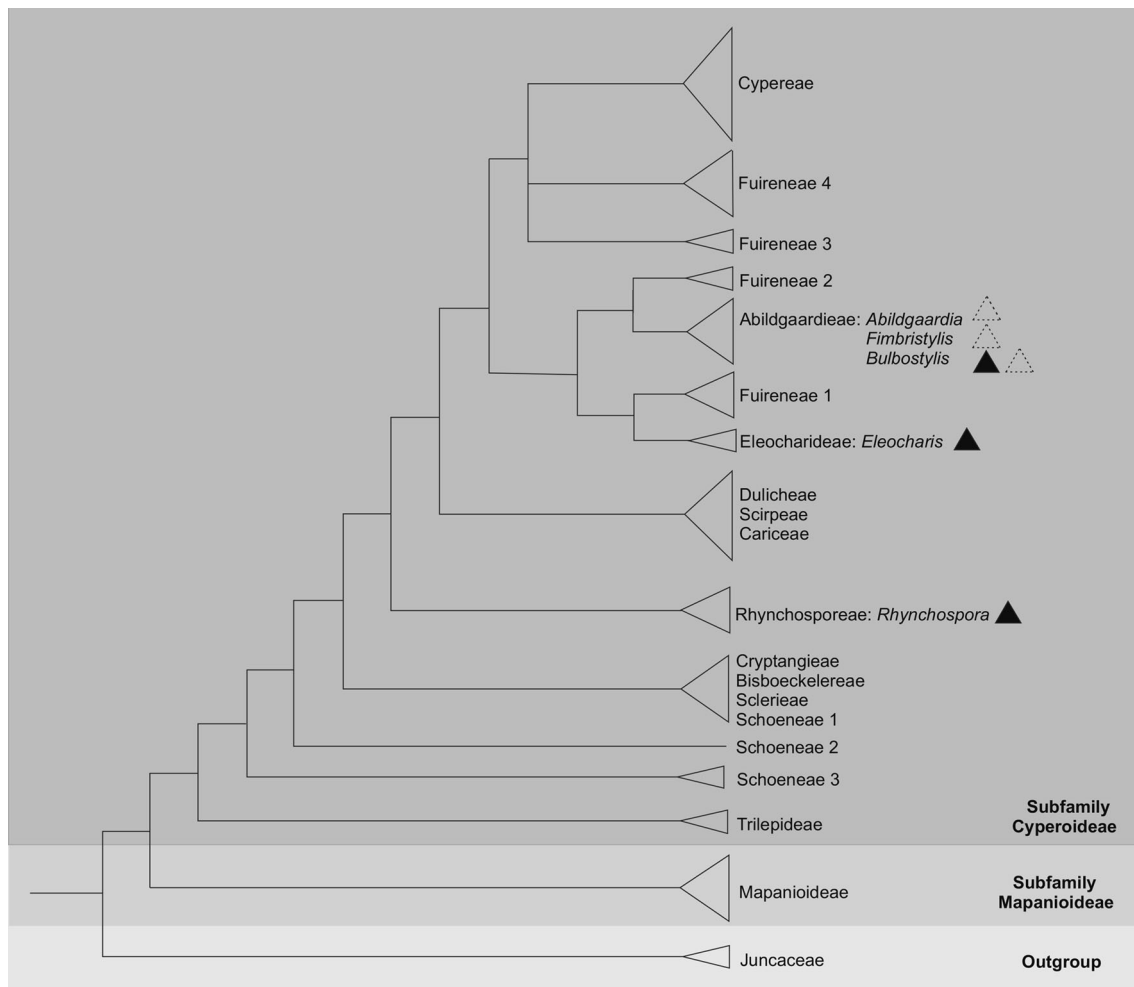 Cypereae
Fuireneae 4
Fuireneae 3
Fuireneae 2
Abildgaardieae: Abildgaardia
Fimbristylis
Bulbostylis
Fuireneae 1
Eleocharideae: Eleocharis
Dulicheae
Scirpeae
Cariceae
Rhynchosporeae: Rhynchospora
Cryptangieae
Bisboeckelereae
Sclerieae
Schoeneae 1
Schoeneae 2
Schoeneae 3
Trilepideae
Subfamily
Cyperoideae
Mapanioideae
Subfamily
Mapanioideae
Juncaceae
Outgroup